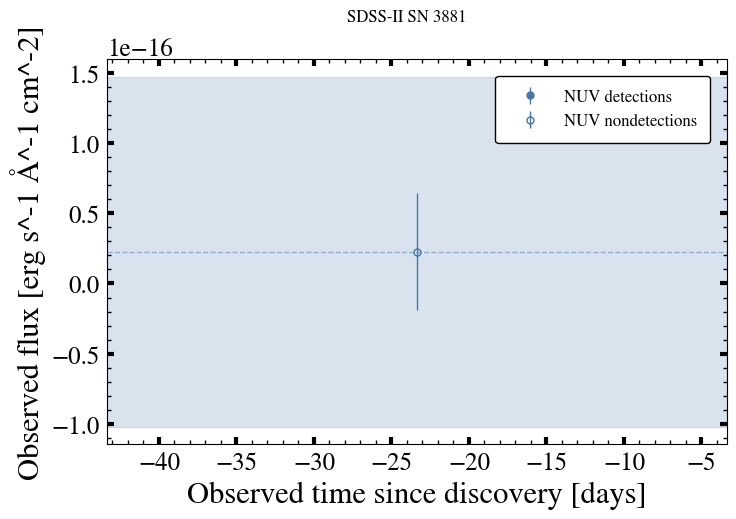 SDSS-II SN 3881
1e−16
Observed flux [erg s^-1 Å^-1 cm^-2]
1.5
1.0
0.5
0.0
−0.5
−1.0
NUV detections
NUV nondetections
−40 −35 −30 −25 −20 −15 −10 −5
Observed time since discovery [days]